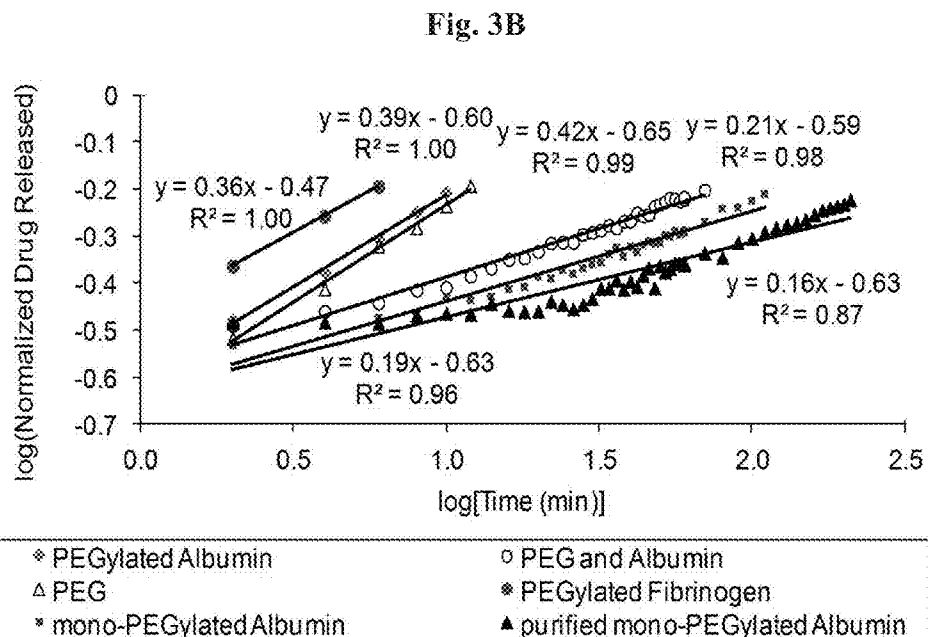 Fig. 3B
log(Normalized Drug Released)
0
-0.1
-0.2
-0.3
-0.4
-0.5
-0.6
-0.7
y = 0.36x - 0.47
R² = 1.00
y = 0.39x - 0.60
R² = 1.00
y = 0.42x - 0.65
R² = 0.99
y = 0.21x - 0.59
R² = 0.98
y = 0.16x - 0.63
R² = 0.87
y = 0.19x - 0.63
R² = 0.96
0.0 0.5 1.0 1.5 2.0 2.5
log[Time (min)]
PEGylated Albumin
PEG and Albumin
PEG
PEGylated Fibrinogen
mono-PEGylated Albumin
purified mono-PEGylated Albumin